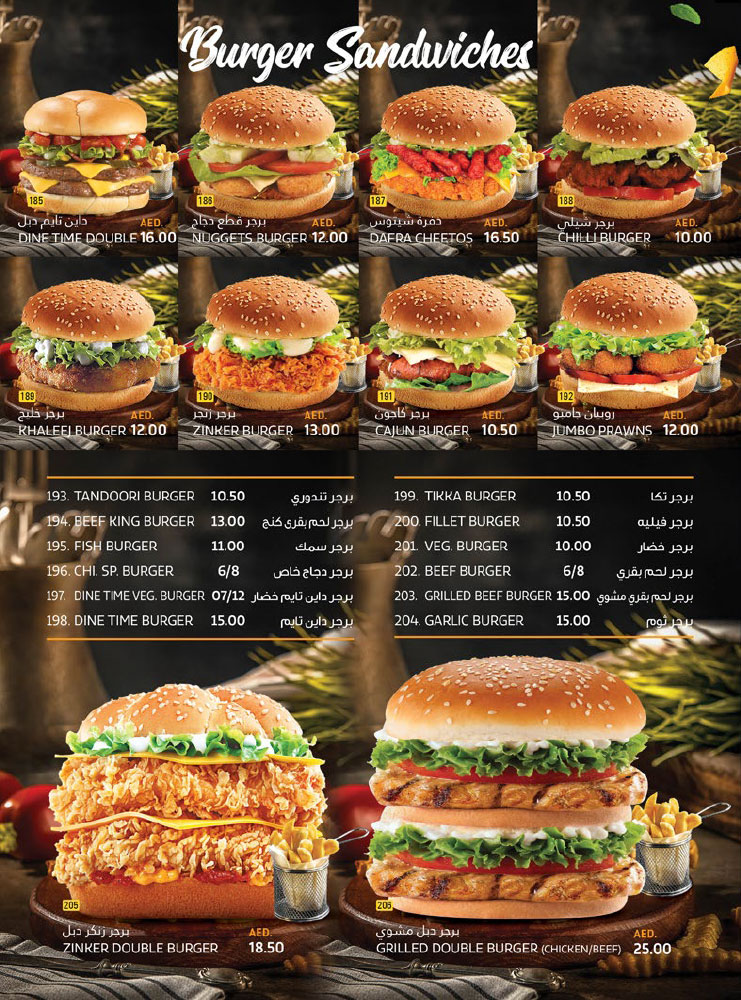 Burger Sandwiches
185
داين تايم دبل
AED.
DINE TIME DOUBLE 16.00
186
برجر قطع دجاج
AED.
NUGGETS BURGER 12.00
187
دفرة شيتوس
AED.
DAFRA CHEETOS 16.50
188
برجر شيلي
AED.
CHILLI BURGER 10.00
189
برجر خليج
AED.
KHALEEJ BURGER 12.00
190
برجر زنجر
AED.
ZINKER BURGER 13.00
191
برجر كاجون
AED.
CAJUN BURGER 10.50
192
روبيان جامبو
AED.
JUMBO PRAWNS 12.00
193. TANDOORI BURGER 10.50 برجر تندوري
194. BEEF KING BURGER 13.00 برجر لحم بقري كنج
195. FISH BURGER 11.00 برجر سمك
196. CHI. SP. BURGER 6/8 برجر دجاج خاص
197. DINE TIME VEG. BURGER 07/12 برجر داين تايم خضار
198. DINE TIME BURGER 15.00 برجر داين تايم
199. TIKKA BURGER 10.50 برجر تكا
200. FILLET BURGER 10.50 برجر فيليه
201. VEG. BURGER 10.00 برجر خضار
202. BEEF BURGER 6/8 برجر لحم بقري
203. GRILLED BEEF BURGER 15.00 برجر لحم بقري مشوي
204. GARLIC BURGER 15.00 برجر ثوم
205
برجر زنكر دبل
AED.
ZINKER DOUBLE BURGER 18.50
206
برجر دبل مشوي
AED.
GRILLED DOUBLE BURGER (CHICKEN/BEEF) 25.00